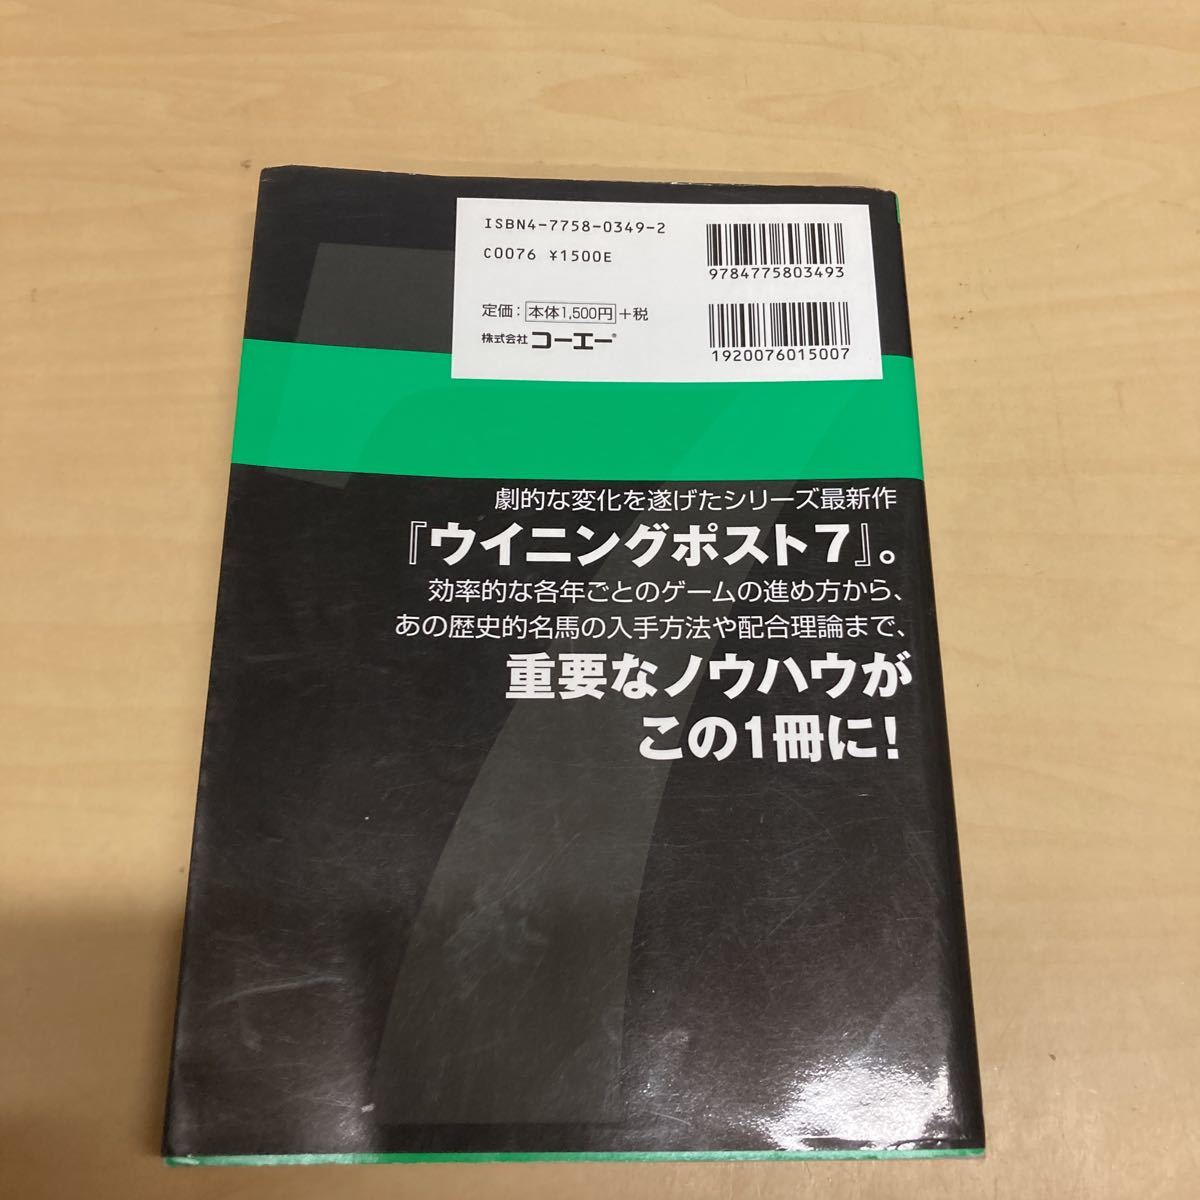 ISBN4-7758-0349-2
C0076 ¥1500E
9784775803493
定価：本体1,500円＋税
株式会社コーエー®
1920076015007
劇的な変化を遂げたシリーズ最新作
『ウイニングポスト7』。
効率的な各年ごとのゲームの進め方から、
あの歴史的名馬の入手方法や配合理論まで、
重要なノウハウが
この1冊に！